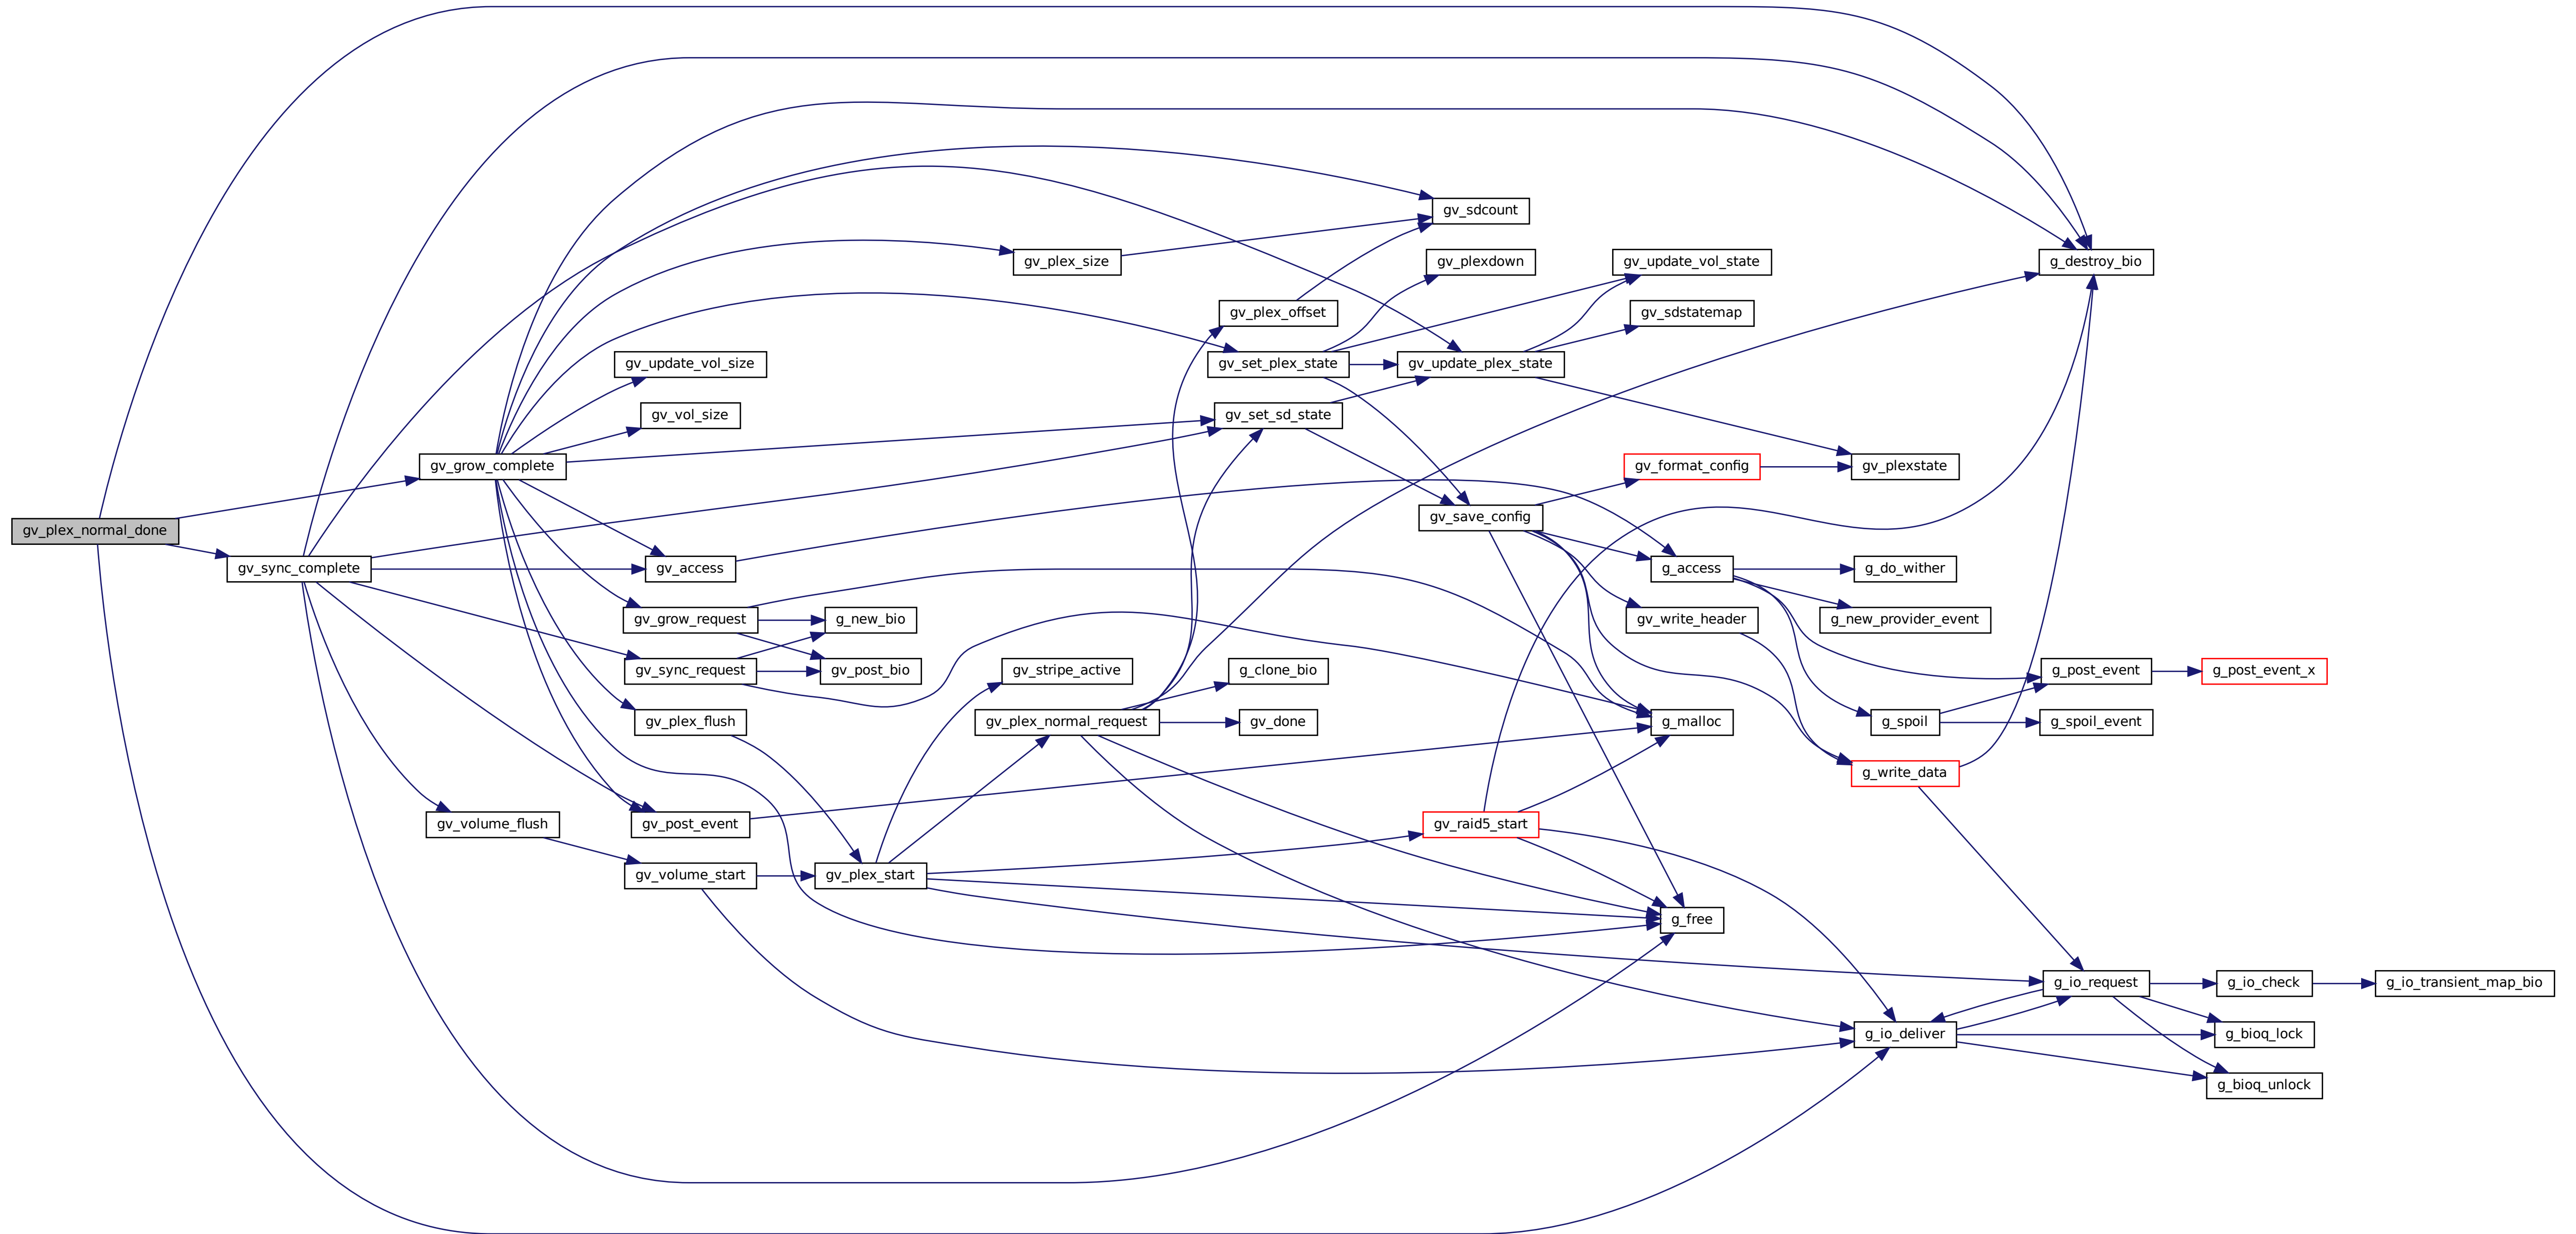 gv_plex_normal_done
gv_sync_complete
gv_grow_complete
gv_volume_flush
gv_update_vol_size
gv_vol_size
gv_access
gv_grow_request
gv_sync_request
gv_plex_flush
gv_post_event
gv_volume_start
g_new_bio
gv_post_bio
gv_plex_start
gv_plex_size
gv_stripe_active
gv_plex_normal_request
gv_plex_offset
gv_set_plex_state
gv_set_sd_state
g_clone_bio
gv_done
gv_sdcount
gv_plexdown
gv_update_plex_state
gv_save_config
gv_raid5_start
gv_update_vol_state
gv_sdstatemap
gv_format_config
g_access
gv_write_header
g_malloc
g_free
gv_plexstate
g_do_wither
g_new_provider_event
g_spoil
g_write_data
g_io_deliver
g_destroy_bio
g_post_event
g_spoil_event
g_io_request
g_post_event_x
g_io_check
g_bioq_lock
g_bioq_unlock
g_io_transient_map_bio